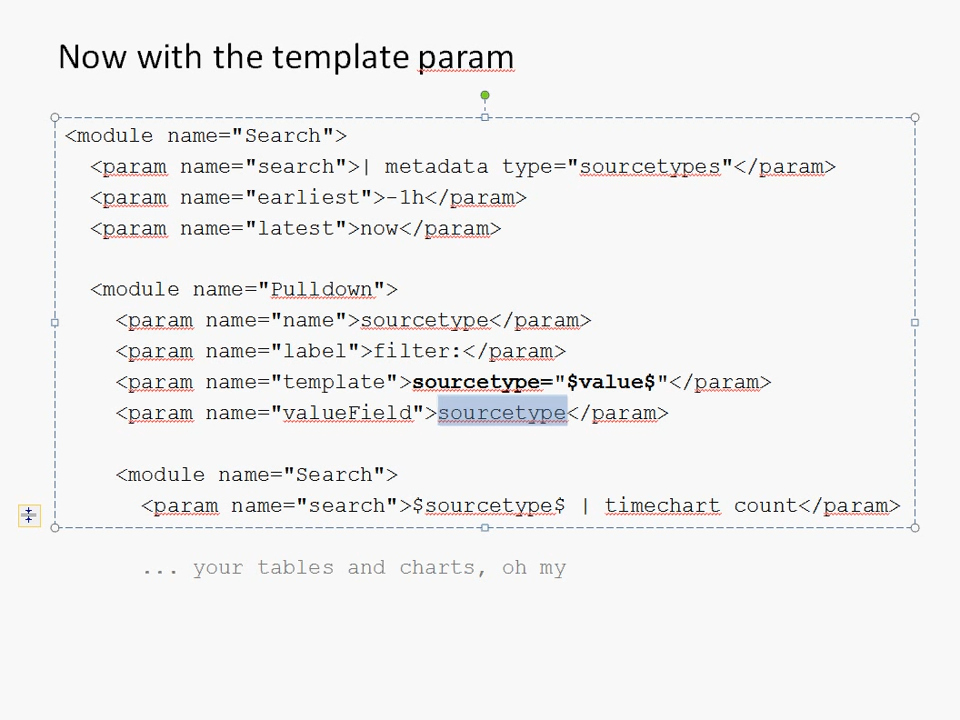 Now with the template param
<module name="Search">
<param name="search">| metadata type="sourcetypes"</param>
<param name="earliest">-1h</param>
<param name="latest">now</param>
<module name="Pulldown">
<param name="name">sourcetype</param>
<param name="label">filter:</param>
<param name="template">sourcetype="$value$"</param>
<param name="valueField">sourcetype</param>
<module name="Search">
<param name="search">$sourcetype$ | timechart count</param>
... your tables and charts, oh my